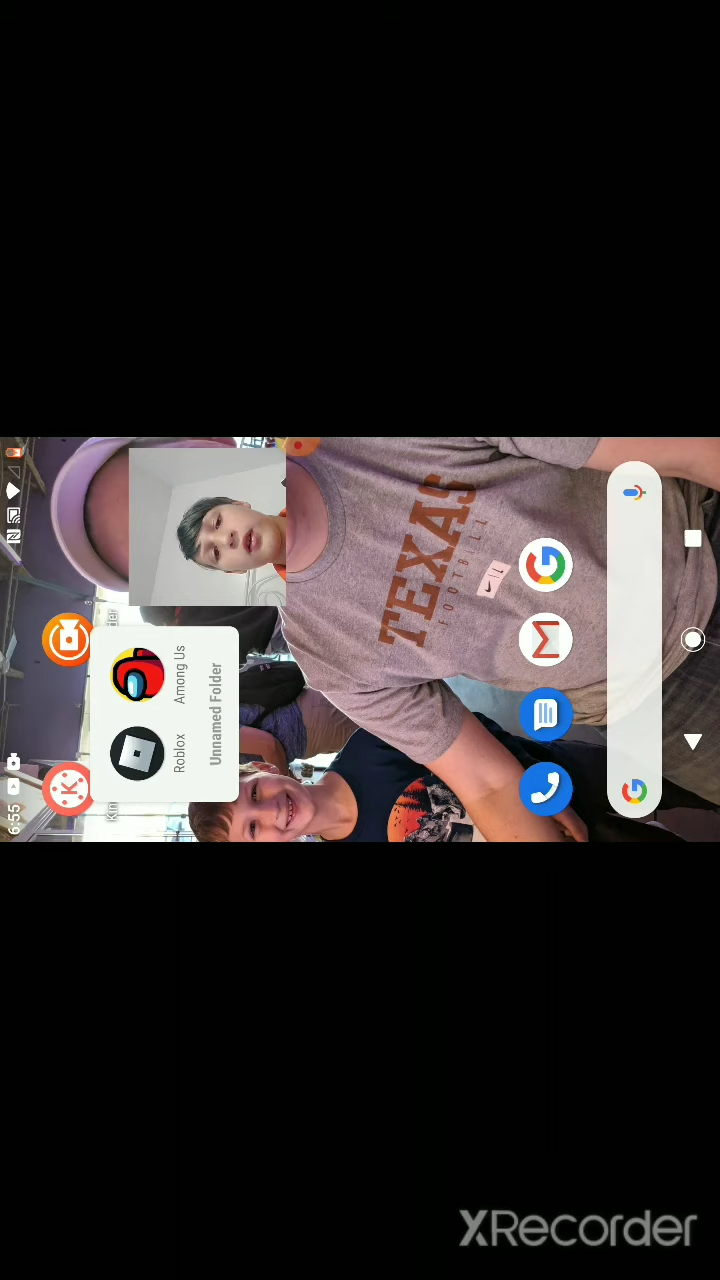 6:55
Among Us
Roblox
Unnamed Folder
TEXAS
FOOTBALL
XRecorder